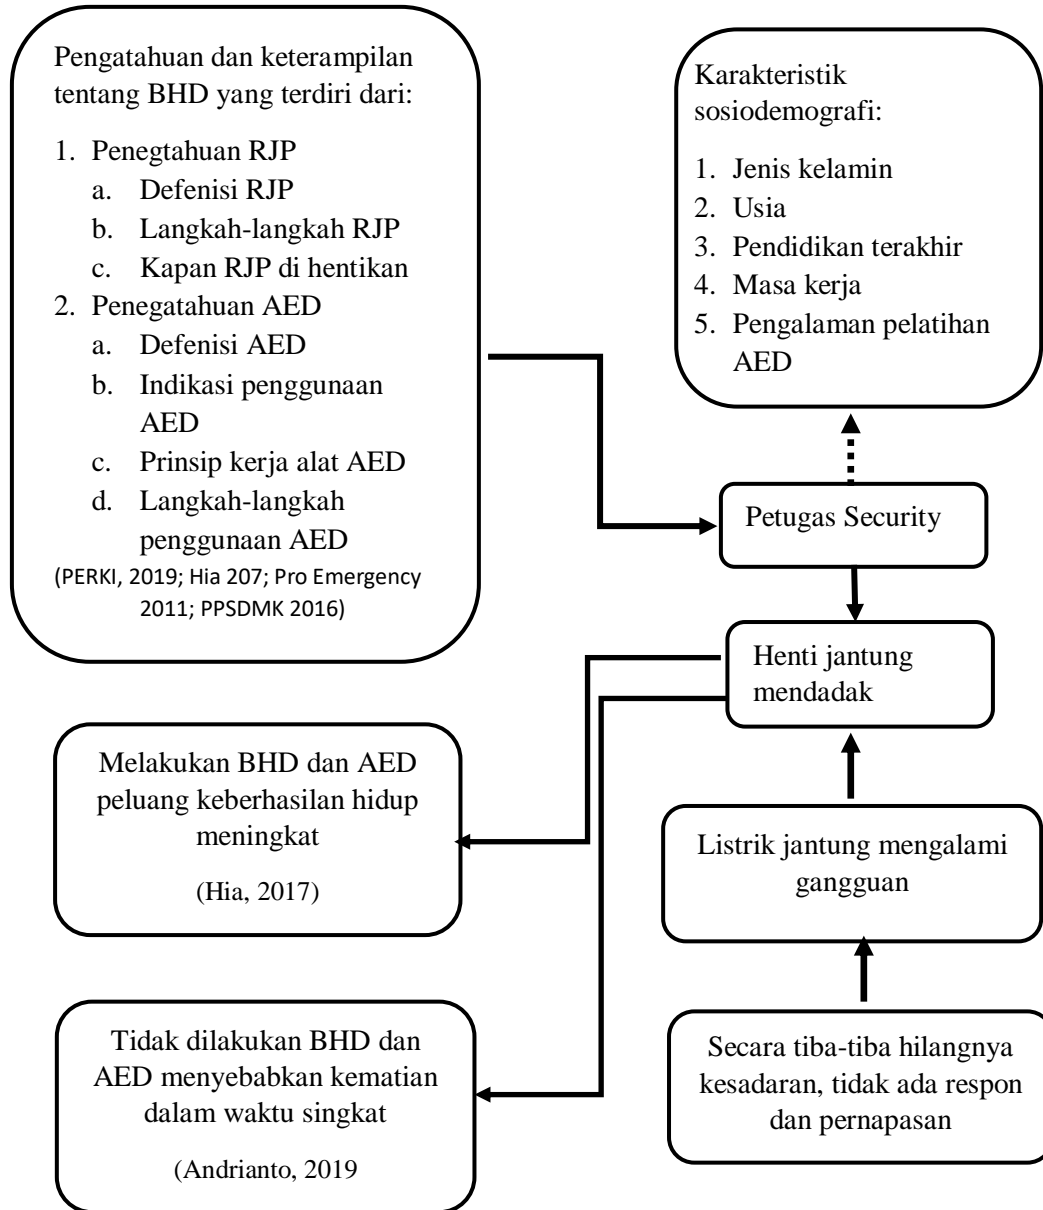 Pengatahuan dan keterampilan
tentang BHD yang terdiri dari:
1. Penegtahuan RJP
a. Defenisi RJP
b. Langkah-langkah RJP
c. Kapan RJP di hentikan
2. Penegatahuan AED
a. Defenisi AED
b. Indikasi penggunaan
AED
c. Prinsip kerja alat AED
d. Langkah-langkah
penggunaan AED
(PERKI, 2019; Hia 207; Pro Emergency
2011; PPSDMK 2016)
Karakteristik
sosiodemografi:
1. Jenis kelamin
2. Usia
3. Pendidikan terakhir
4. Masa kerja
5. Pengalaman pelatihan
AED
Petugas Security
Henti jantung
mendadak
Melakukan BHD dan AED
peluang keberhasilan hidup
meningkat
(Hia, 2017)
Listrik jantung mengalami
gangguan
Tidak dilakukan BHD dan
AED menyebabkan kematian
dalam waktu singkat
(Andrianto, 2019
Secara tiba-tiba hilangnya
kesadaran, tidak ada respon
dan pernapasan